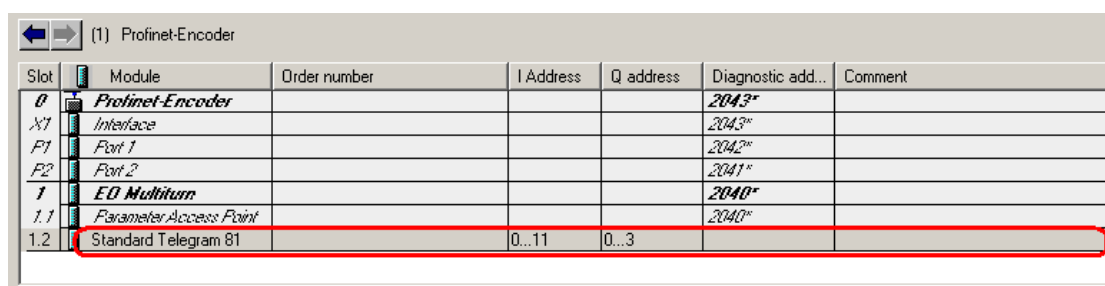 (1) Profinet-Encoder
Slot Module Order number I Address Q address Diagnostic add... Comment
0 Profinet-Encoder 2043*
X1 Interface 2043*
P1 Port 1 2042*
P2 Port 2 2041*
1 EO Multiturn 2040*
1.1 Parameter Access Point 2040*
1.2 Standard Telegram 81 0...11 0...3